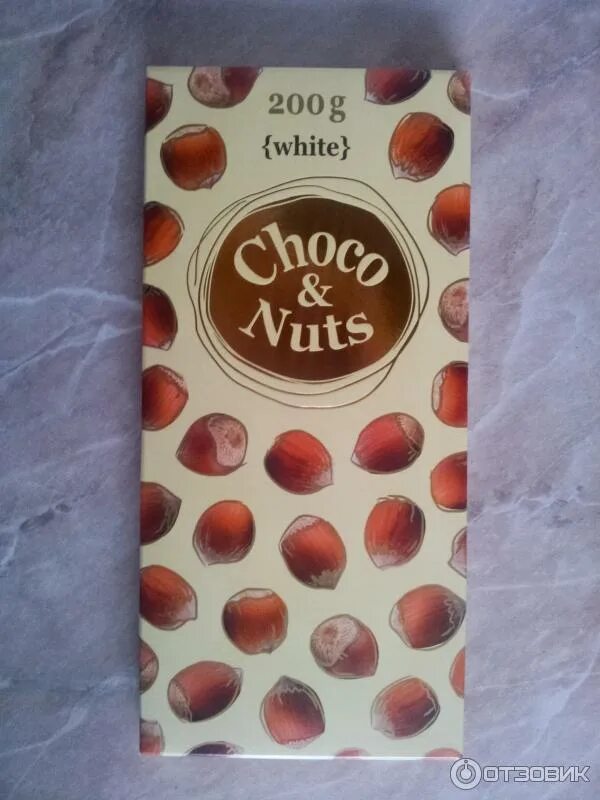 200g
{white}
Choco
&
Nuts
ОТЗОВИК